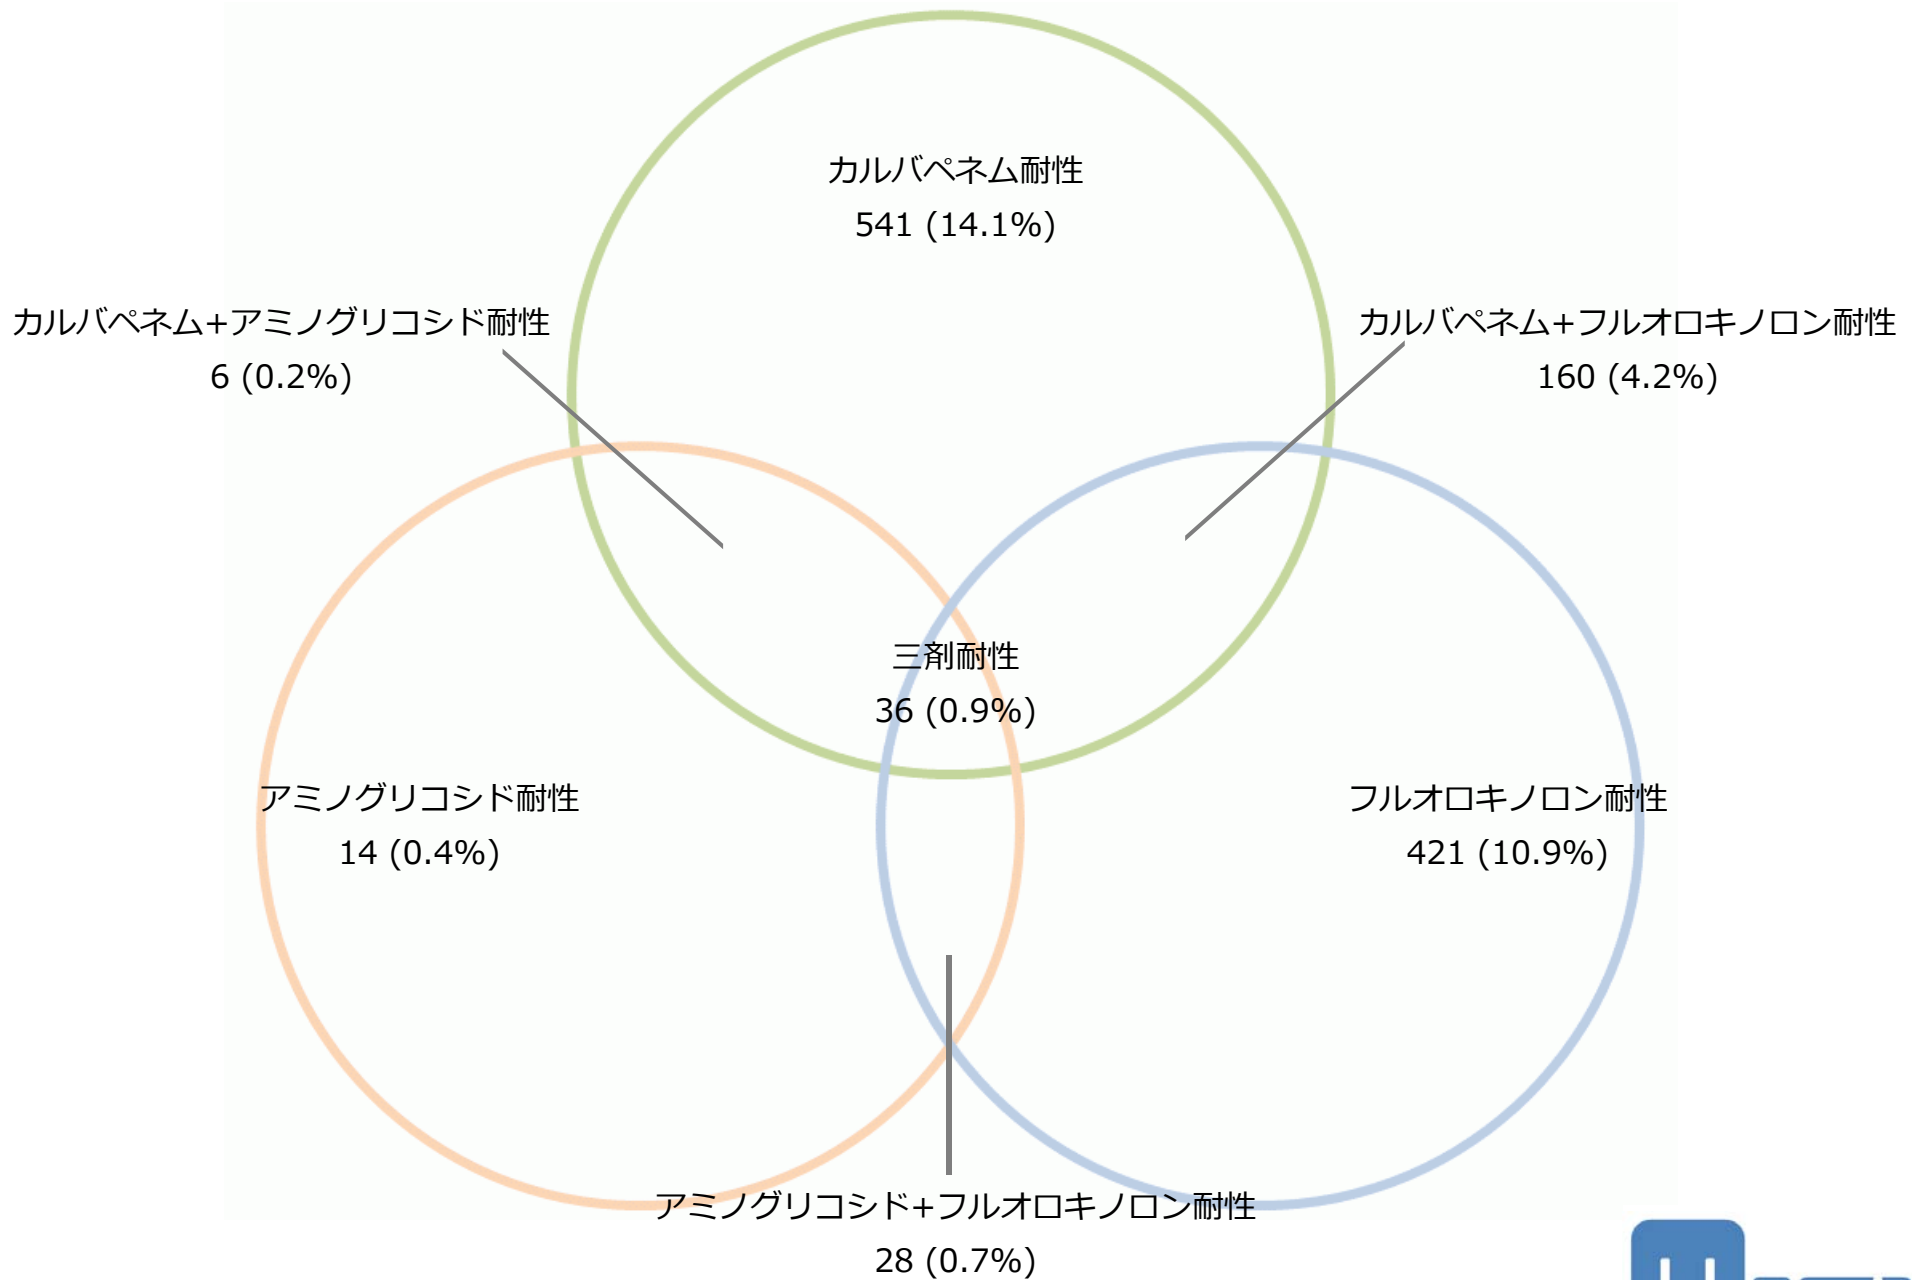 カルバペネム耐性
541 (14.1%)
カルバペネム+アミノグリコシド耐性
6 (0.2%)
カルバペネム+フルオロキノロン耐性
160 (4.2%)
三剤耐性
36 (0.9%)
アミノグリコシド耐性
14 (0.4%)
フルオロキノロン耐性
421 (10.9%)
アミノグリコシド+フルオロキノロン耐性
28 (0.7%)